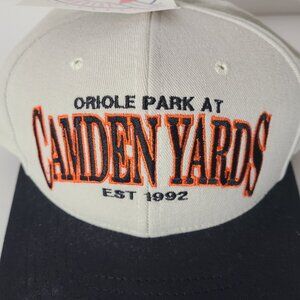 ORIOLE PARK AT
CAMDEN YARDS
EST 1992